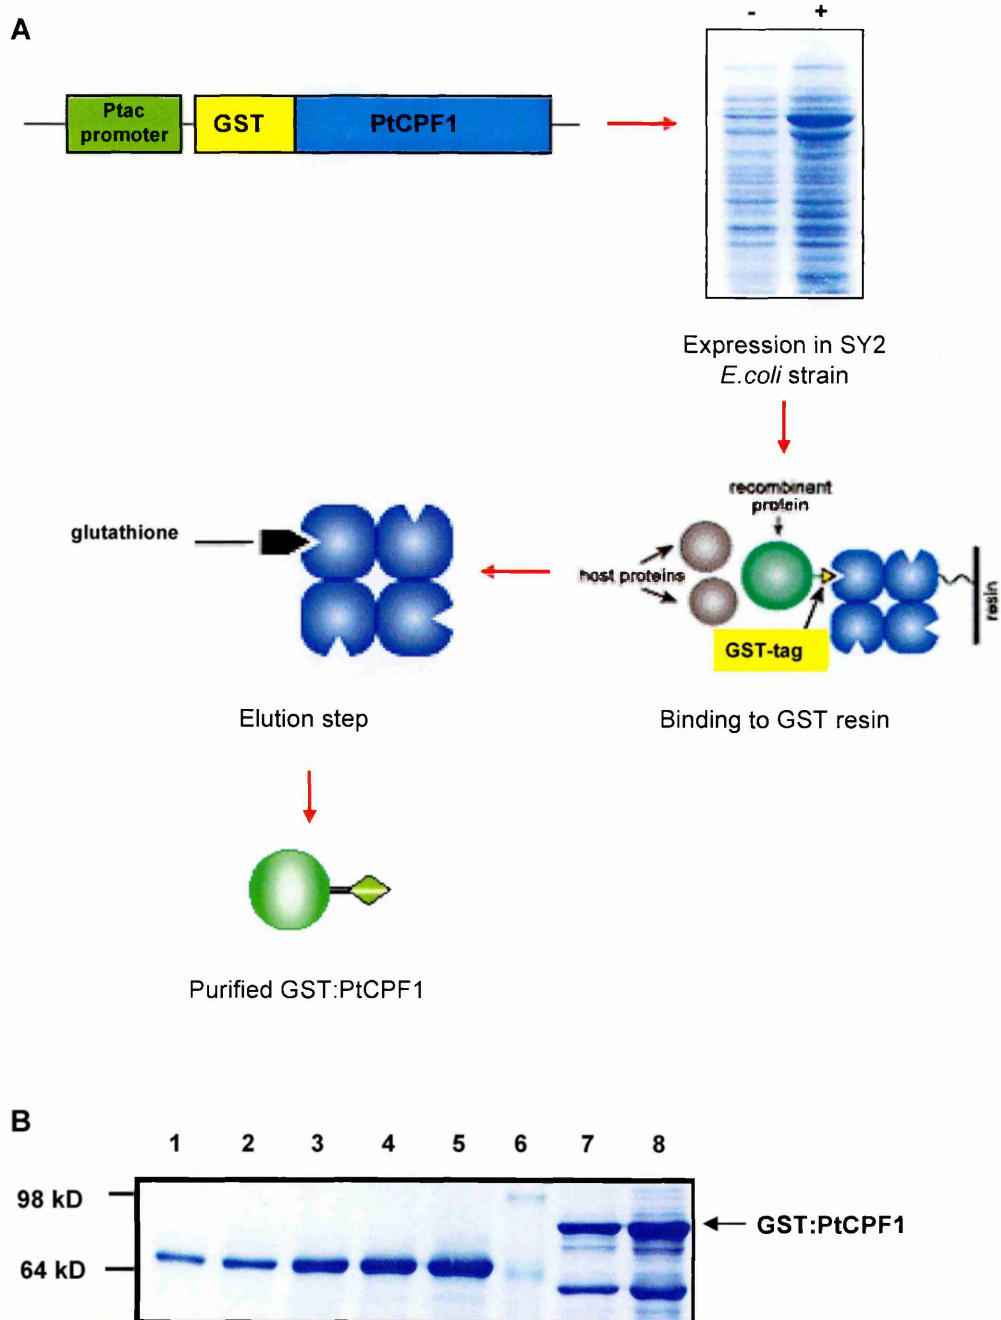 A
- +
Ptac
promoter
GST
PtCPF1
Expression in SY2
E.coli strain
recombinant
protein
host proteins
GST-tag
resin
Binding to GST resin
glutathione
Elution step
Purified GST:PtCPF1
B
1 2 3 4 5 6 7 8
98 kD
64 kD
GST:PtCPF1